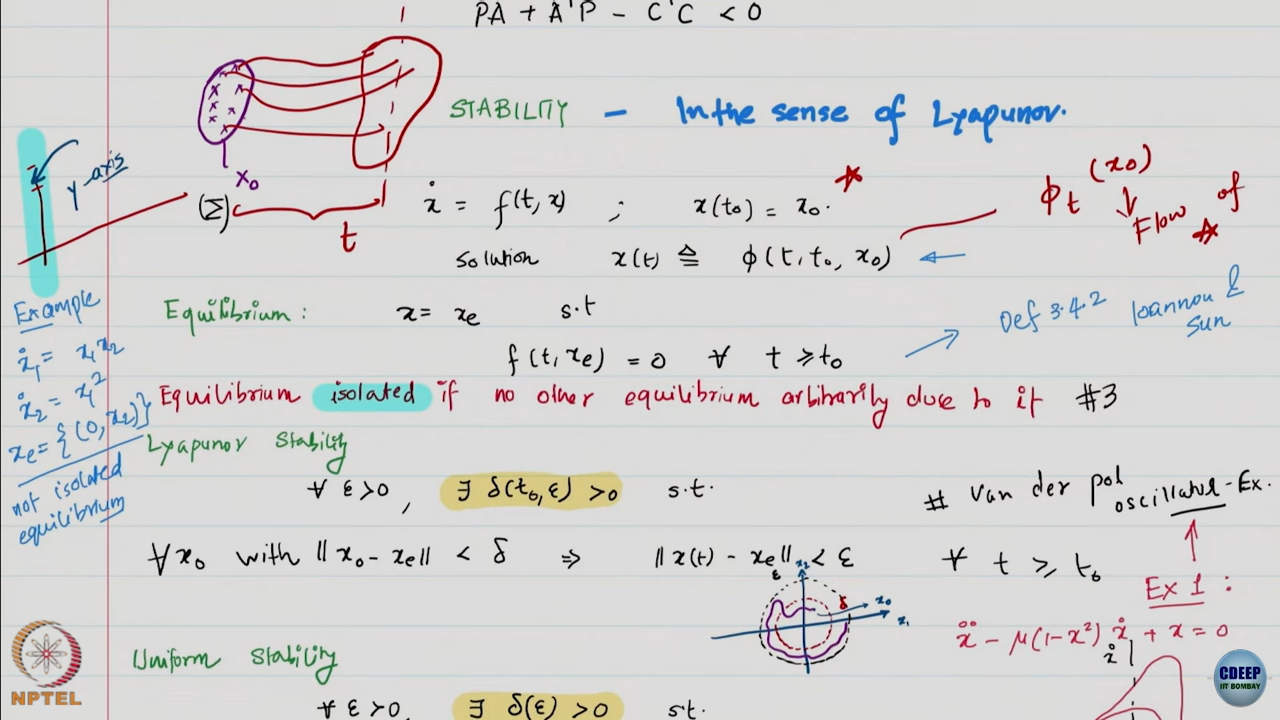 PA + A'P - C'C < 0
STABILITY - In the sense of Lyapunov.
Y-axis
x0
(Σ)
t
ẋ = f(t, x) ; x(t0) = x0. ☆
ϕt (x0)
Flow of ☆
solution x(t) ≜ ϕ(t, t0, x0) ←
Equilibrium: x = xe s.t
f(t, xe) = 0 ∀ t ≥ t0
Def 3.4.2 Ioannou &
Sun
Equilibrium isolated if no other equilibrium arbitrarily close to it #3
Example
ẋ1 = x1x2
ẋ2 = x1²
xe = {(0, x2)}
not isolated
equilibrium
Lyapunov Stability
∀ ε > 0, ∃ δ(t0, ε) > 0 s.t.
∀ x0 with ||x0 - xe|| < δ ⇒ ||x(t) - xe|| < ε ∀ t ≥ t0
x2
ε
δ
x0
x1
# Van der pol
oscillator - Ex.
Ex 1 :
ẍ - μ(1-x²) ẋ + x = 0
ẋ
Uniform Stability
∀ ε > 0, ∃ δ(ε) > 0 s.t.
NPTEL
CDEEP
IIT BOMBAY